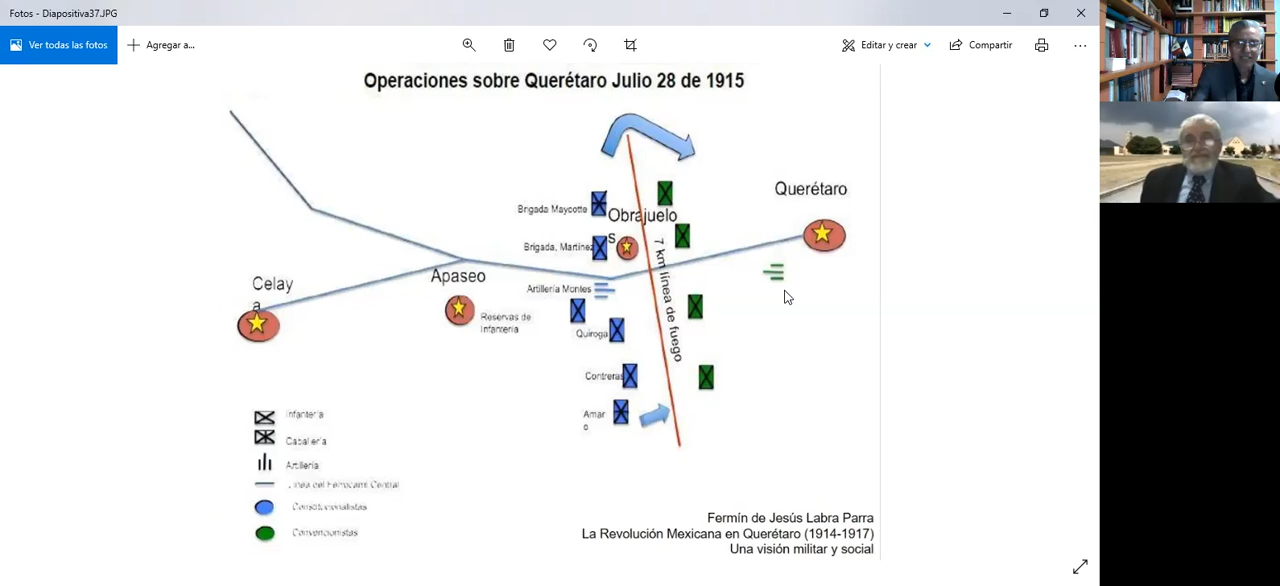 Fotos - Diapositiva37.JPG
Ver todas las fotos
Agregar a...
Editar y crear
Compartir
Operaciones sobre Querétaro Julio 28 de 1915
Querétaro
Brigada Maycotte
Obrajuelo
s
Brigada, Martínez
7 km línea de fuego
Celay
a
Apaseo
Artillería Montes
Reservas de
Infantería
Quiroga
Contreras
Amar
o
Infantería
Caballería
Artillería
Línea del Ferrocarril Central
Constitucionalistas
Convencionistas
Fermín de Jesús Labra Parra
La Revolución Mexicana en Querétaro (1914-1917)
Una visión militar y social